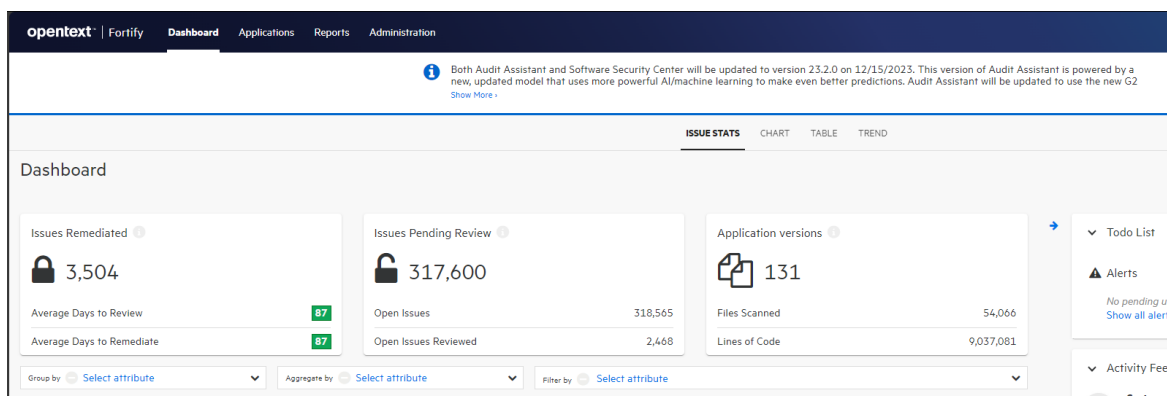 opentext™ | Fortify Dashboard Applications Reports Administration
Both Audit Assistant and Software Security Center will be updated to version 23.2.0 on 12/15/2023. This version of Audit Assistant is powered by a
new, updated model that uses more powerful AI/machine learning to make even better predictions. Audit Assistant will be updated to use the new G2
Show More ›
ISSUE STATS CHART TABLE TREND
Dashboard
Issues Remediated
3,504
Average Days to Review 87
Average Days to Remediate 87
Issues Pending Review
317,600
Open Issues 318,565
Open Issues Reviewed 2,468
Application versions
131
Files Scanned 54,066
Lines of Code 9,037,081
Todo List
Alerts
No pending u
Show all aler
Activity Fee
Group by Select attribute
Aggregate by Select attribute
Filter by Select attribute